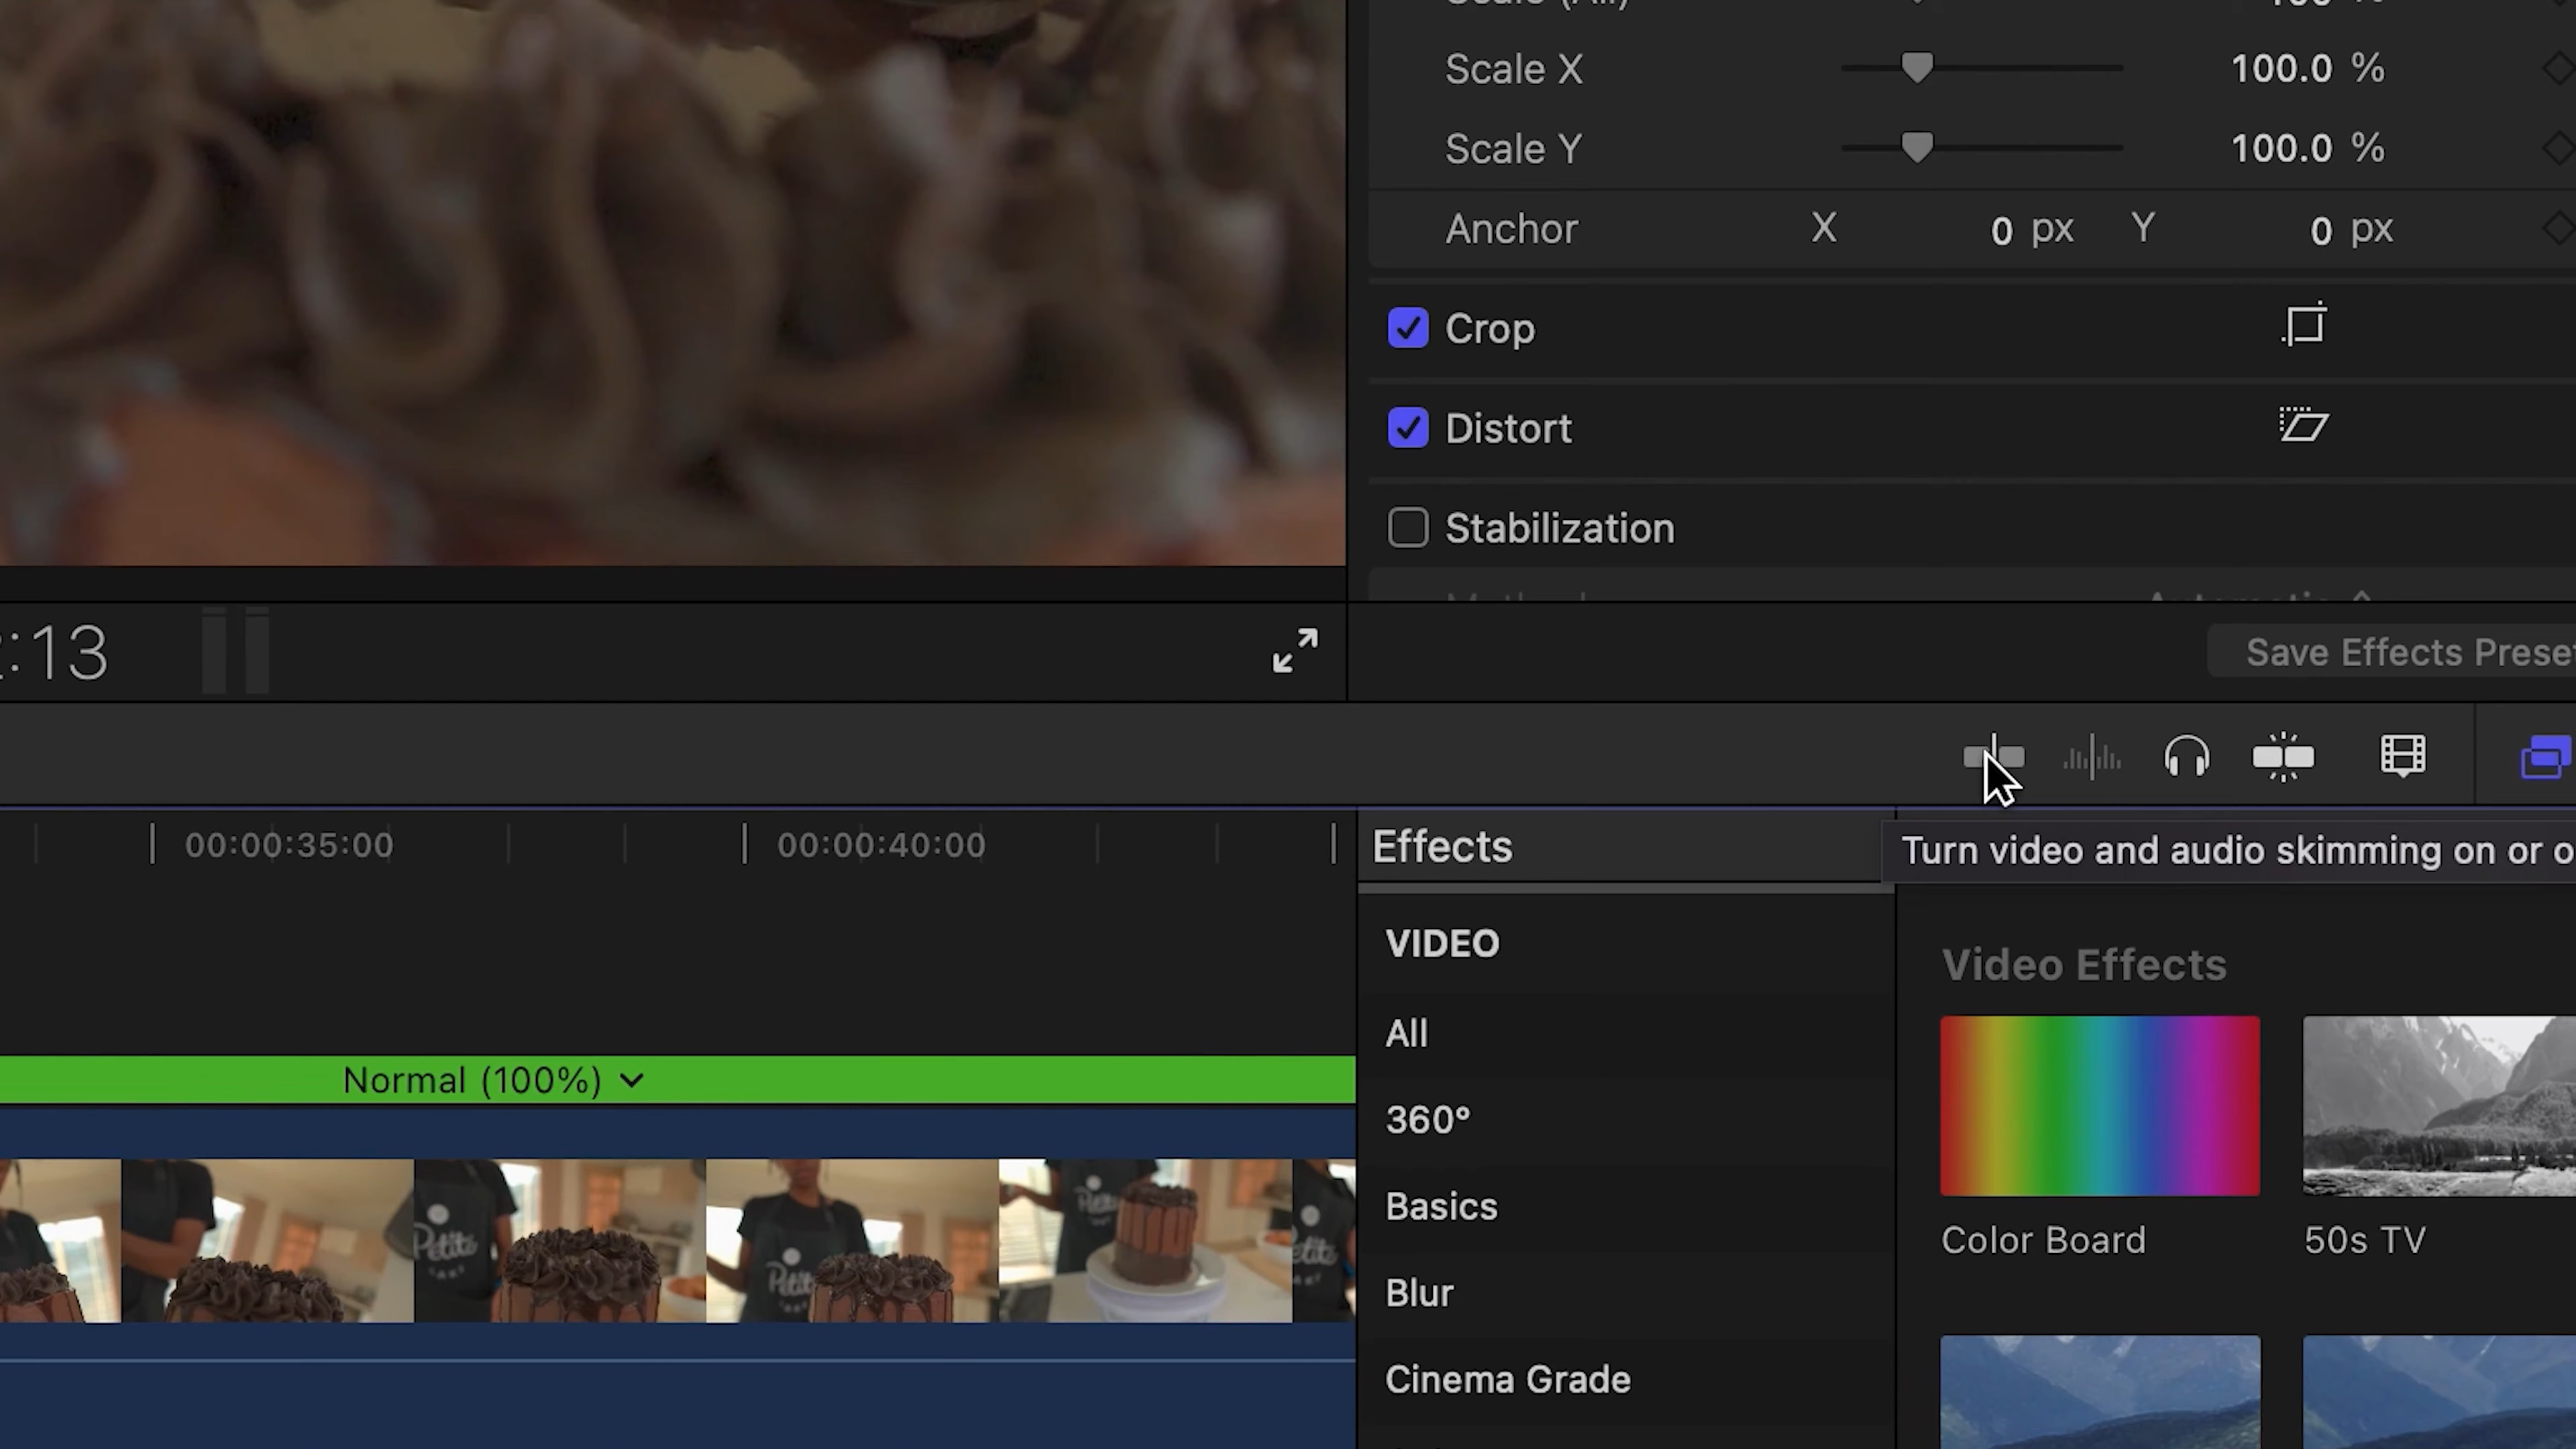 Scale X 100.0 %
Scale Y 100.0 %
Anchor X 0 px Y 0 px
Crop
Distort
Stabilization
:13
Save Effects
00:00:35:00 00:00:40:00
Effects
Turn video and audio skimming on or
VIDEO
Video Effects
All
360°
Basics
Color Board 50s TV
Blur
Cinema Grade
Normal (100%)
Petite